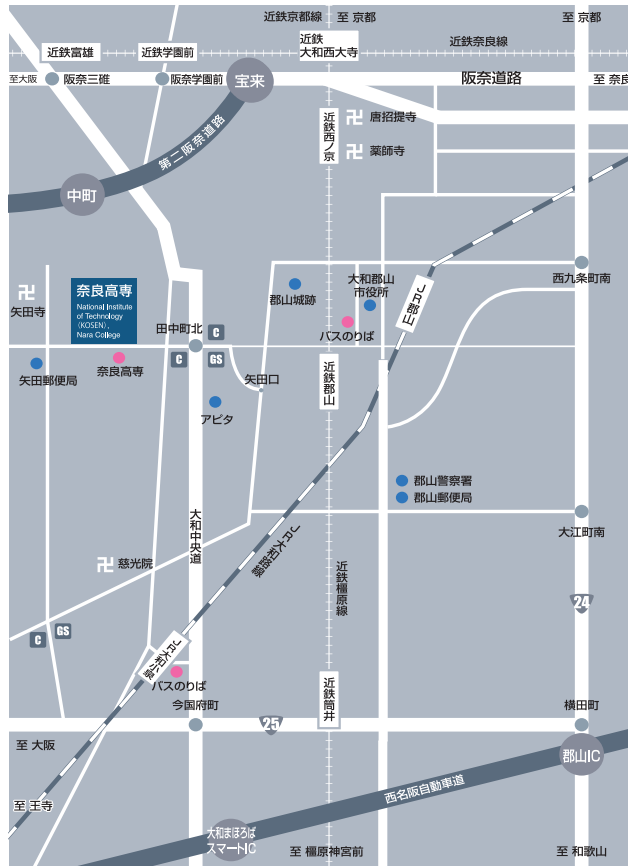 近鉄京都線
至 京都
至 京都
近鉄富雄
近鉄学園前
近鉄
大和西大寺
近鉄奈良線
至大阪
阪奈三碓
阪奈学園前
宝来
阪奈道路
至 奈良
第二阪奈道路
近鉄西ノ京
唐招提寺
薬師寺
中町
西九条町南
矢田寺
奈良高専
National Institute
of Technology
(KOSEN),
Nara College
郡山城跡
大和郡山
市役所
JR郡山
田中町北
C
バスのりば
矢田郵便局
奈良高専
C
GS
矢田口
近鉄郡山
アピタ
郡山警察署
郡山郵便局
大和中央道
JR大和路線
大江町南
慈光院
近鉄橿原線
24
C
GS
JR大和小泉
バスのりば
近鉄筒井
今国府町
25
横田町
至 大阪
郡山IC
西名阪自動車道
至 王寺
大和まほろば
スマートIC
至 橿原神宮前
至 和歌山